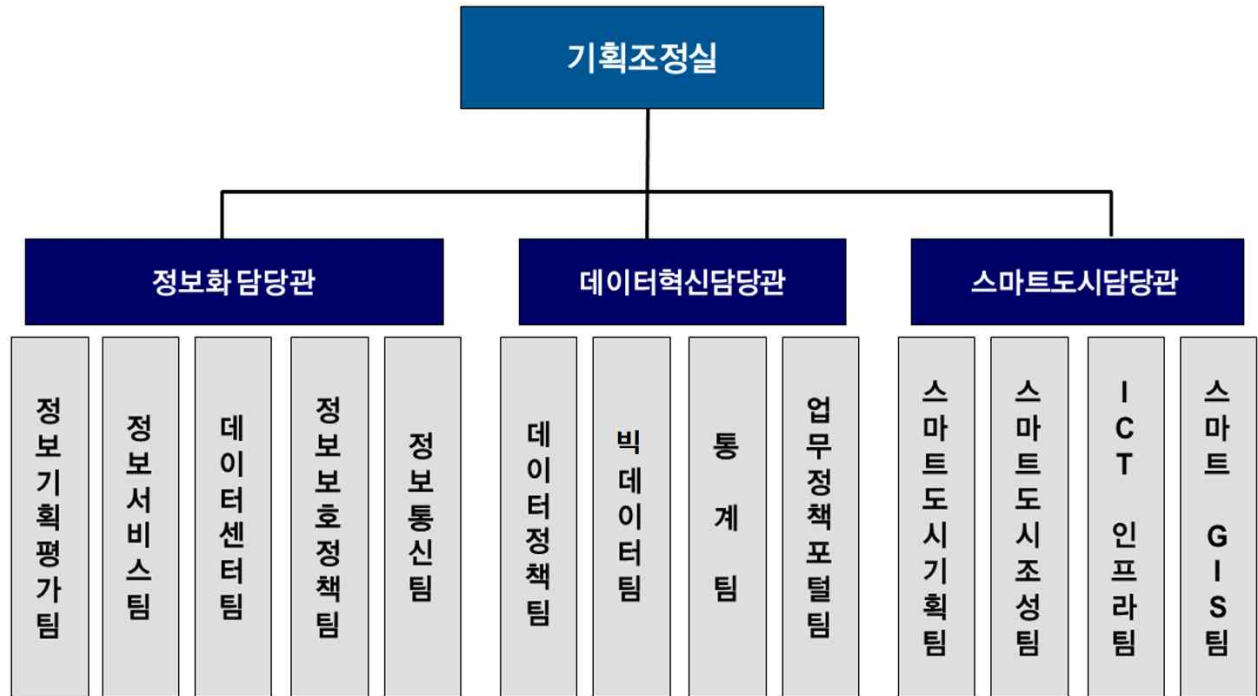 기획조정실
정보화 담당관
데이터혁신담당관
스마트도시담당관
정보기획평가팀
정보서비스팀
데이터센터팀
정보보호정책팀
정보통신팀
데이터정책팀
빅데이터팀
통계팀
업무정책포털팀
스마트도시기획팀
스마트도시조성팀
ICT 인프라팀
스마트 GIS팀